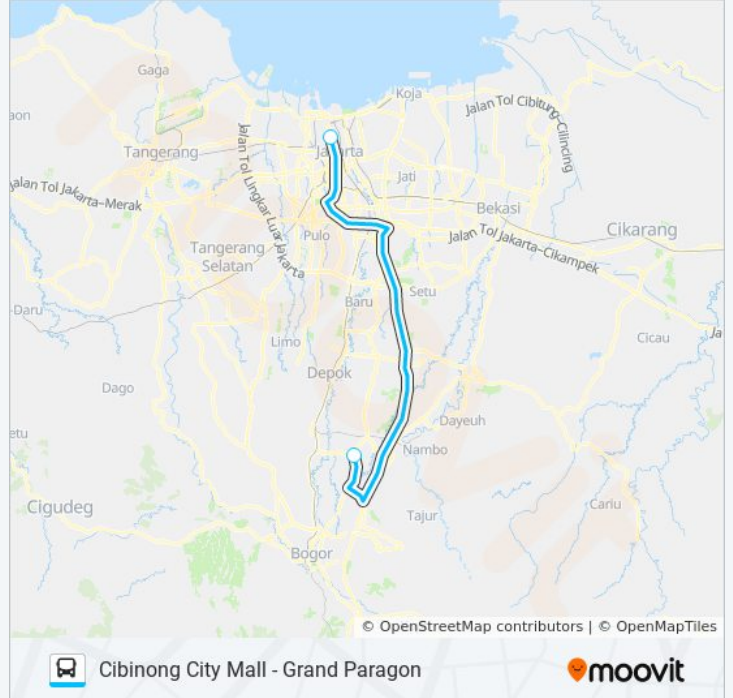 Gaga
Koja
Jalan Tol Cibitung-Cilincing
aon
Tangerang
Jakarta
Jati
Jalan Tol Lingkar Luar Jakarta
jalan Tol Jakarta–Merak
Bekasi
Pulo
Cikarang
Jalan Tol Jakarta-Cikampek
Tangerang
Selatan
Setu
-Daru
Baru
Ja
Limo
Cicau
Depok
Dago
Dayeuh
etu
Nambo
Cigudeg
Tajur
Cariu
Bogor
© OpenStreetMap contributors | © OpenMapTiles
Cibinong City Mall - Grand Paragon
moovit